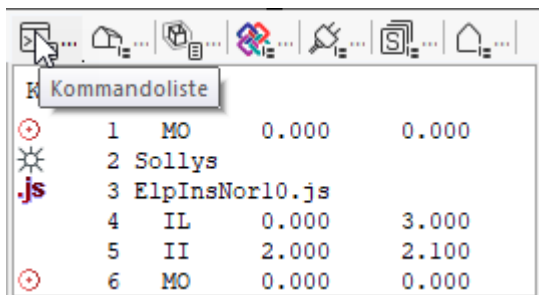 ... ... ... ... ... ... ...
K Kommandoliste
1 MO 0.000 0.000
2 Sollys
.js 3 ElpInsNor10.js
4 IL 0.000 3.000
5 II 2.000 2.100
6 MO 0.000 0.000